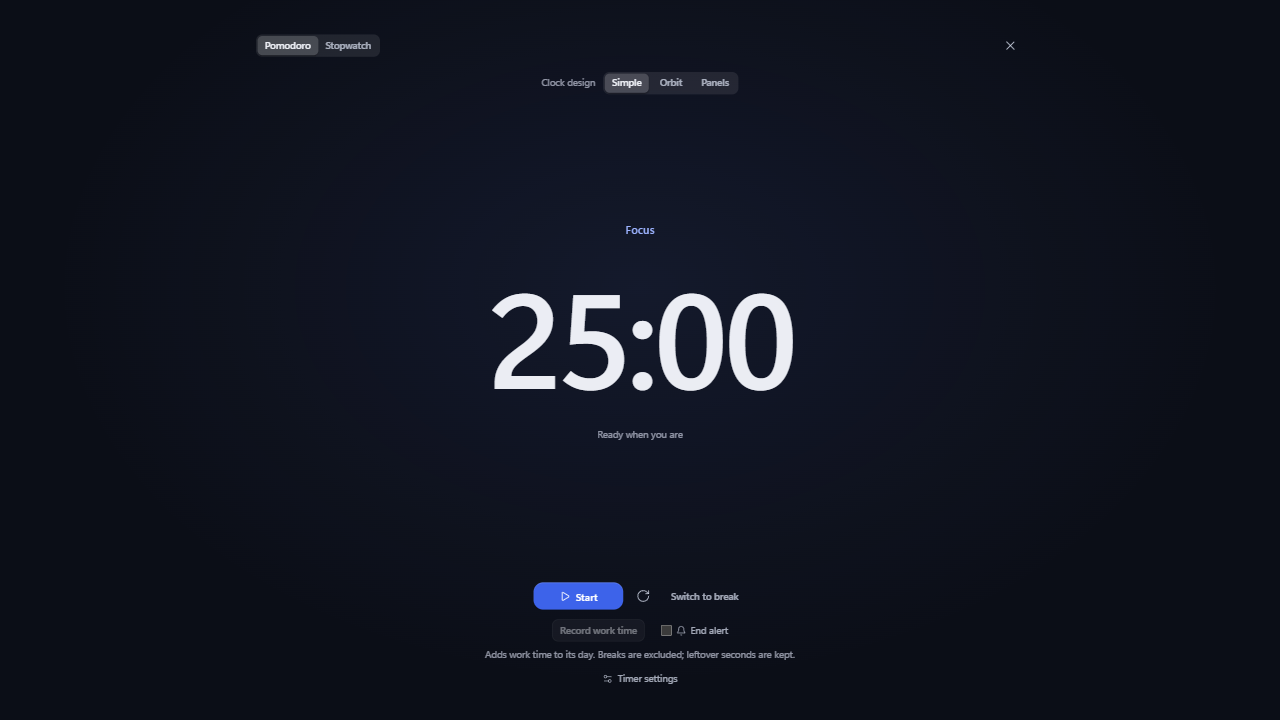 Pomodoro Stopwatch
Clock design Simple Orbit Panels
Focus
25:00
Ready when you are
Start Switch to break
Record work time End alert
Adds work time to its day. Breaks are excluded; leftover seconds are kept.
Timer settings